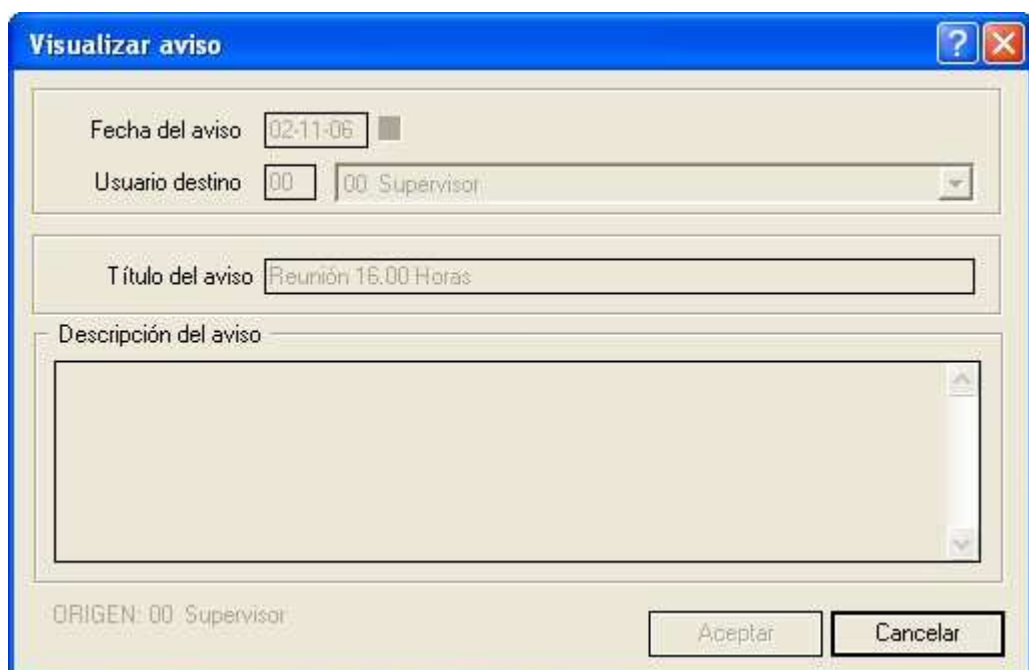 Visualizar aviso
Fecha del aviso 02-11-06
Usuario destino 00 00 Supervisor
Título del aviso Reunión 16.00 Horas
Descripción del aviso
ORIGEN: 00 Supervisor
Aceptar Cancelar